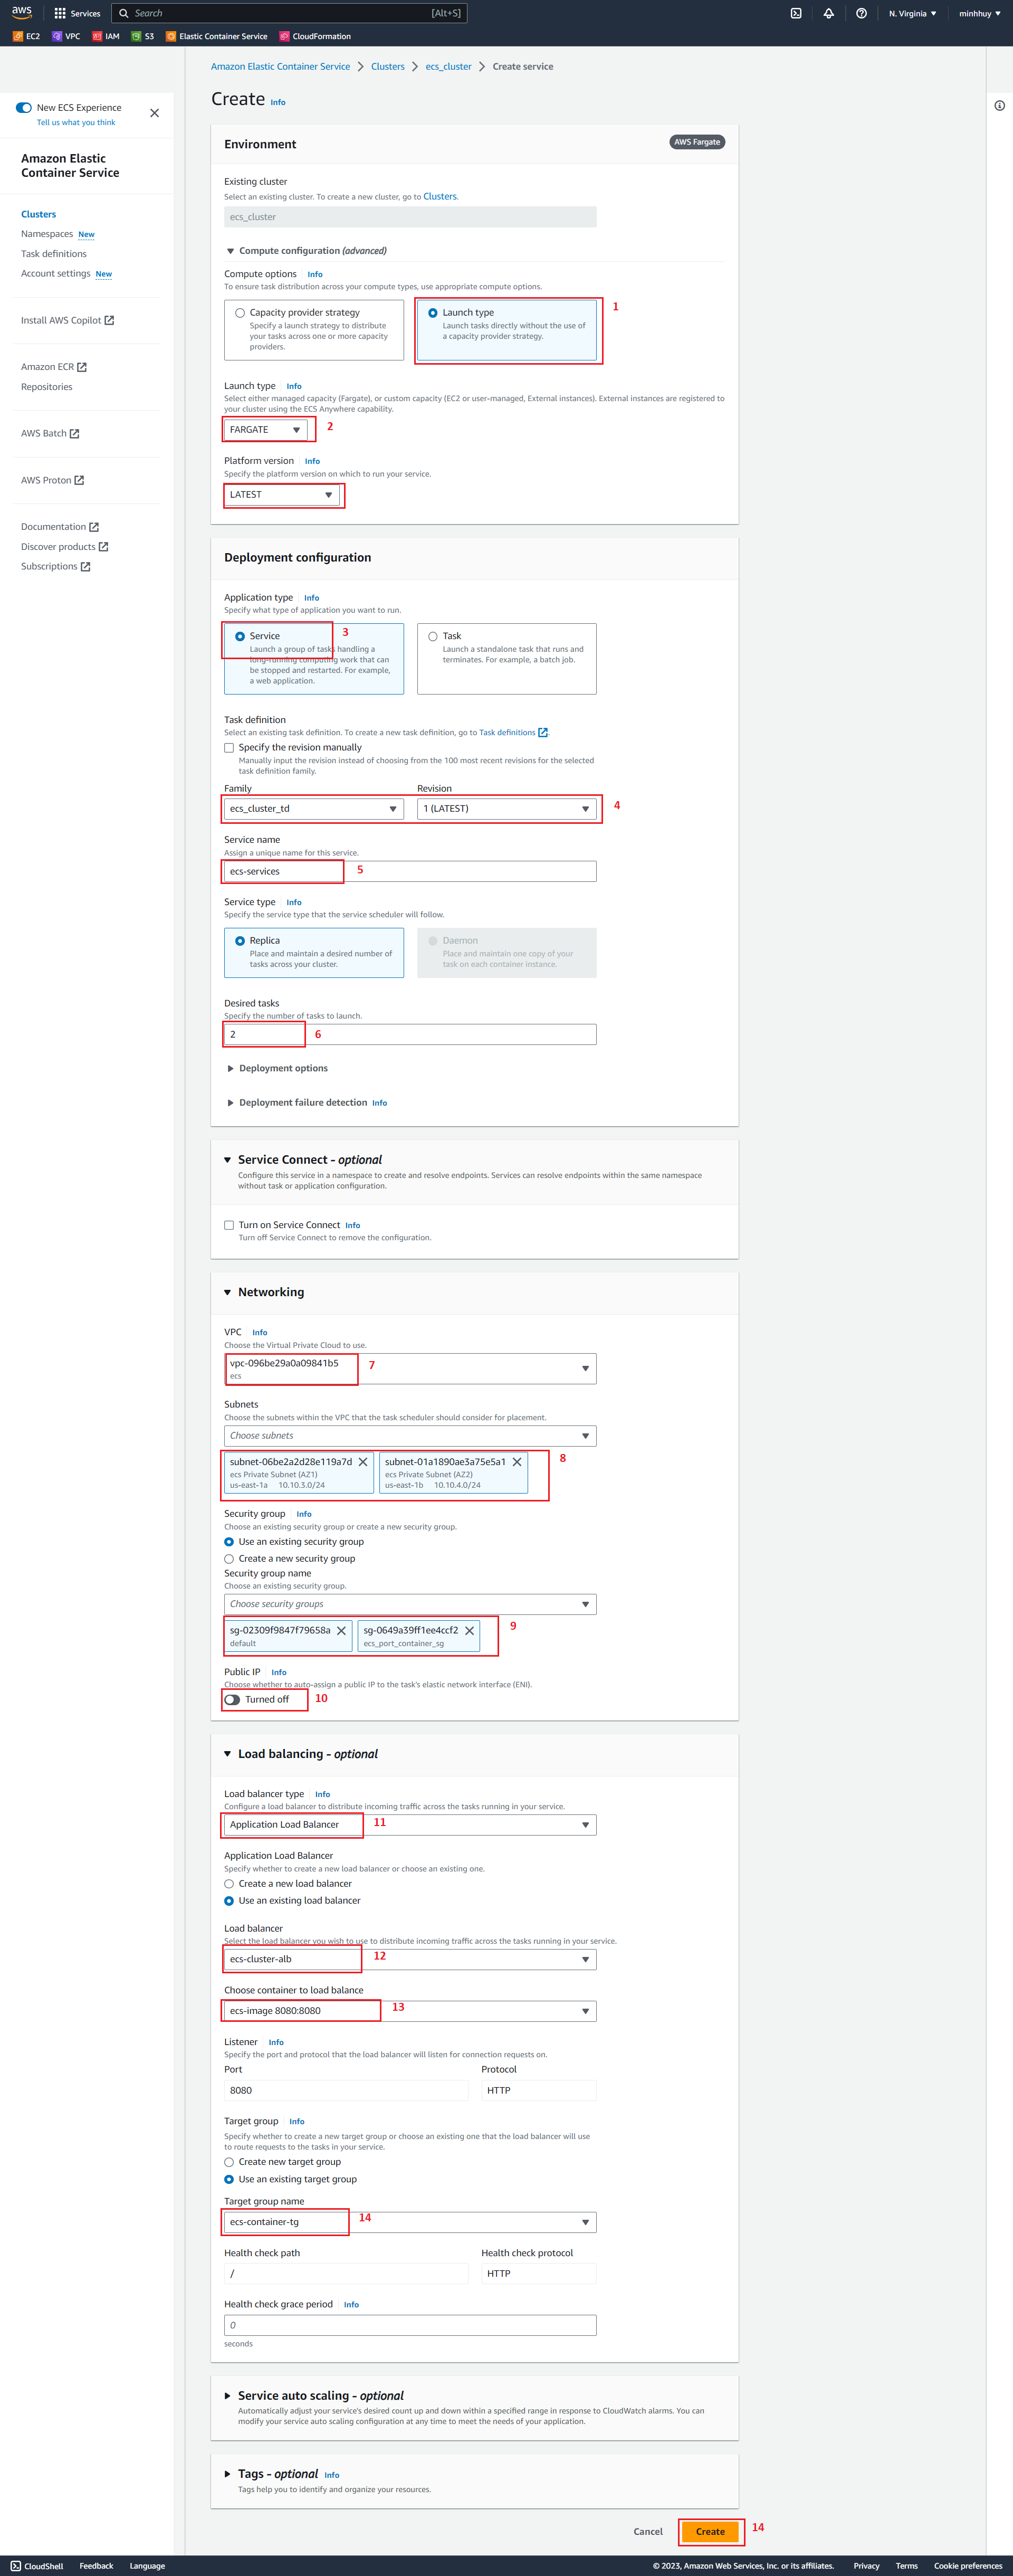 aws
Services
Search
[Alt+S]
N. Virginia
minhhuy
EC2
VPC
IAM
S3
Elastic Container Service
CloudFormation
New ECS Experience
Tell us what you think
Amazon Elastic
Container Service
Clusters
Namespaces New
Task definitions
Account settings New
Install AWS Copilot
Amazon ECR
Repositories
AWS Batch
AWS Proton
Documentation
Discover products
Subscriptions
Amazon Elastic Container Service
Clusters
ecs_cluster
Create service
Create Info
Environment
AWS Fargate
Existing cluster
Select an existing cluster. To create a new cluster, go to Clusters.
ecs_cluster
Compute configuration (advanced)
Compute options Info
To ensure task distribution across your compute types, use appropriate compute options.
Capacity provider strategy
Specify a launch strategy to distribute
your tasks across one or more capacity
providers.
Launch type
Launch tasks directly without the use of
a capacity provider strategy.
1
Launch type Info
Select either managed capacity (Fargate), or custom capacity (EC2 or user-managed, External instances). External instances are registered to
your cluster using the ECS Anywhere capability.
FARGATE
2
Platform version Info
Specify the platform version on which to run your service.
LATEST
Deployment configuration
Application type Info
Specify what type of application you want to run.
Service
3
Launch a group of tasks handling a
long-running computing work that can
be stopped and restarted. For example,
a web application.
Task
Launch a standalone task that runs and
terminates. For example, a batch job.
Task definition
Select an existing task definition. To create a new task definition, go to Task definitions.
Specify the revision manually
Manually input the revision instead of choosing from the 100 most recent revisions for the selected
task definition family.
Family
Revision
ecs_cluster_td
1 (LATEST)
4
Service name
Assign a unique name for this service.
ecs-services
5
Service type Info
Specify the service type that the service scheduler will follow.
Replica
Place and maintain a desired number of
tasks across your cluster.
Daemon
Place and maintain one copy of your
task on each container instance.
Desired tasks
Specify the number of tasks to launch.
2
6
Deployment options
Deployment failure detection Info
Service Connect - optional
Configure this service in a namespace to create and resolve endpoints. Services can resolve endpoints within the same namespace
without task or application configuration.
Turn on Service Connect Info
Turn off Service Connect to remove the configuration.
Networking
VPC Info
Choose the Virtual Private Cloud to use.
vpc-096be29a0a09841b5
ecs
7
Subnets
Choose the subnets within the VPC that the task scheduler should consider for placement.
Choose subnets
subnet-06be2a2d28e119a7d
ecs Private Subnet (AZ1)
us-east-1a 10.10.3.0/24
subnet-01a1890ae3a75e5a1
ecs Private Subnet (AZ2)
us-east-1b 10.10.4.0/24
8
Security group Info
Choose an existing security group or create a new security group.
Use an existing security group
Create a new security group
Security group name
Choose an existing security group.
Choose security groups
sg-02309f9847f79658a
default
sg-0649a39ff1ee4ccf2
ecs_port_container_sg
9
Public IP Info
Choose whether to auto-assign a public IP to the task's elastic network interface (ENI).
Turned off
10
Load balancing - optional
Load balancer type Info
Configure a load balancer to distribute incoming traffic across the tasks running in your service.
Application Load Balancer
11
Application Load Balancer
Specify whether to create a new load balancer or choose an existing one.
Create a new load balancer
Use an existing load balancer
Load balancer
Select the load balancer you wish to use to distribute incoming traffic across the tasks running in your service.
ecs-cluster-alb
12
Choose container to load balance
ecs-image 8080:8080
13
Listener Info
Specify the port and protocol that the load balancer will listen for connection requests on.
Port
Protocol
8080
HTTP
Target group Info
Specify whether to create a new target group or choose an existing one that the load balancer will use
to route requests to the tasks in your service.
Create new target group
Use an existing target group
Target group name
ecs-container-tg
14
Health check path
Health check protocol
/
HTTP
Health check grace period Info
0
seconds
Service auto scaling - optional
Automatically adjust your service's desired count up and down within a specified range in response to CloudWatch alarms. You can
modify your service auto scaling configuration at any time to meet the needs of your application.
Tags - optional Info
Tags help you to identify and organize your resources.
Cancel
Create
14
CloudShell
Feedback
Language
© 2023, Amazon Web Services, Inc. or its affiliates.
Privacy
Terms
Cookie preferences